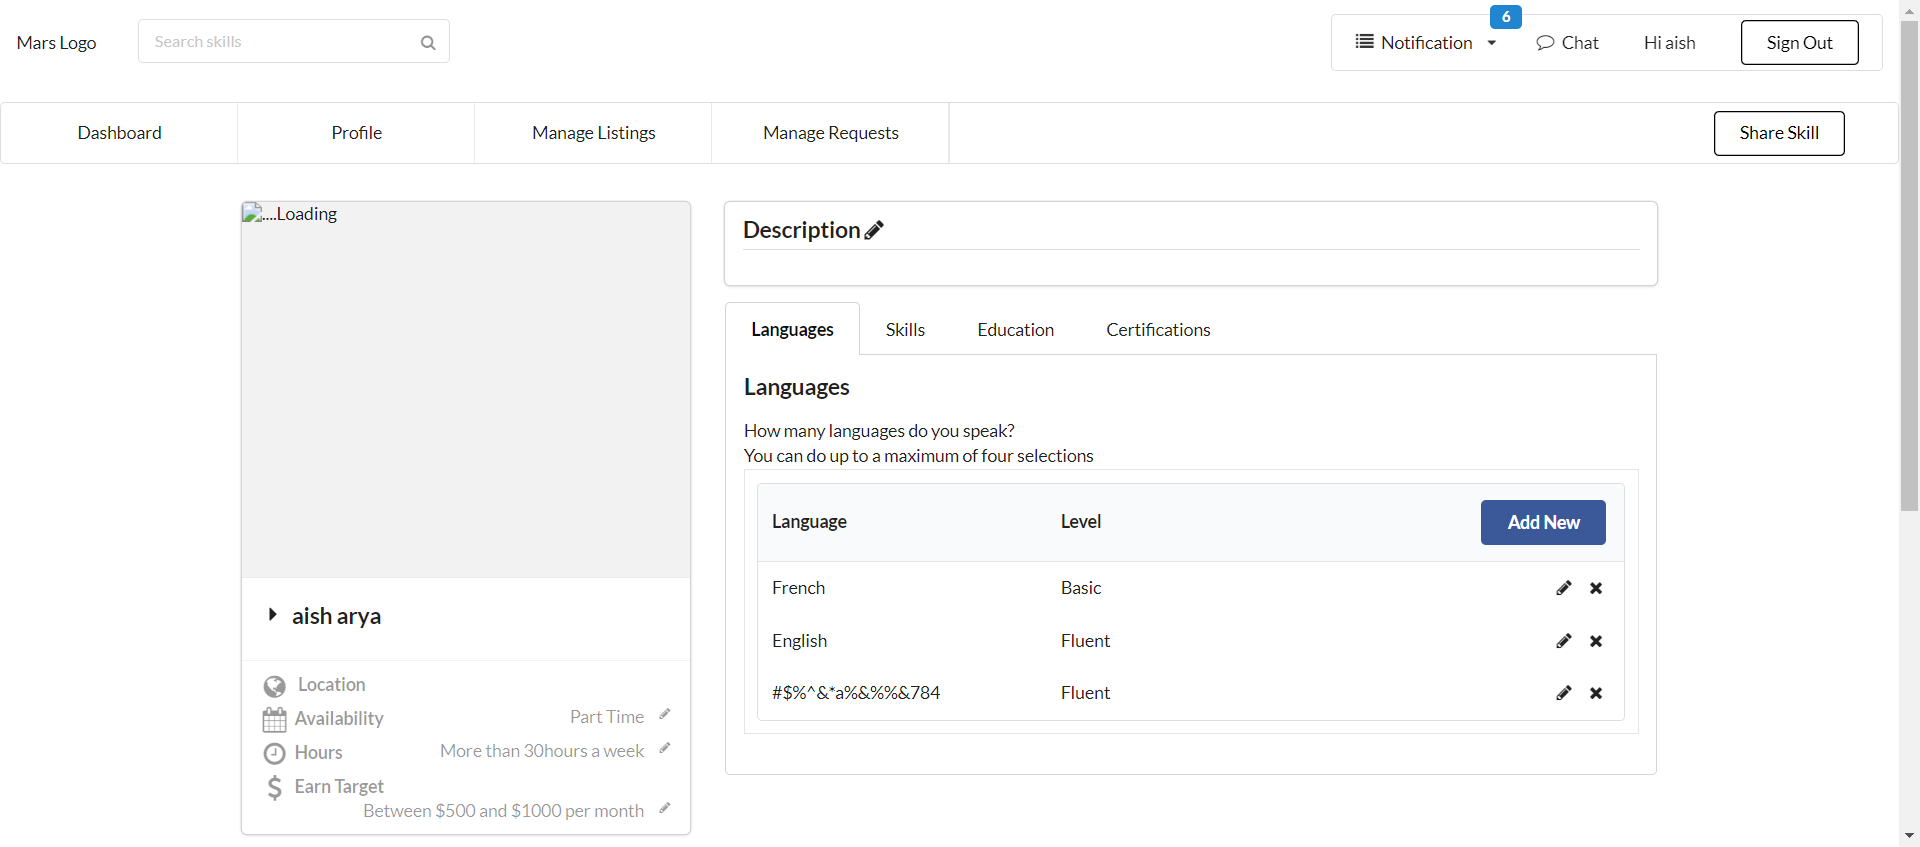 Mars Logo
Search skills
6
Notification
Chat
Hi aish
Sign Out
Dashboard
Profile
Manage Listings
Manage Requests
Share Skill
....Loading
aish arya
Location
Availability
Part Time
Hours
More than 30hours a week
Earn Target
Between $500 and $1000 per month
Description
Languages
Skills
Education
Certifications
Languages
How many languages do you speak?
You can do up to a maximum of four selections
Language
Level
Add New
French
Basic
English
Fluent
#$%^&*a%&%%&784
Fluent